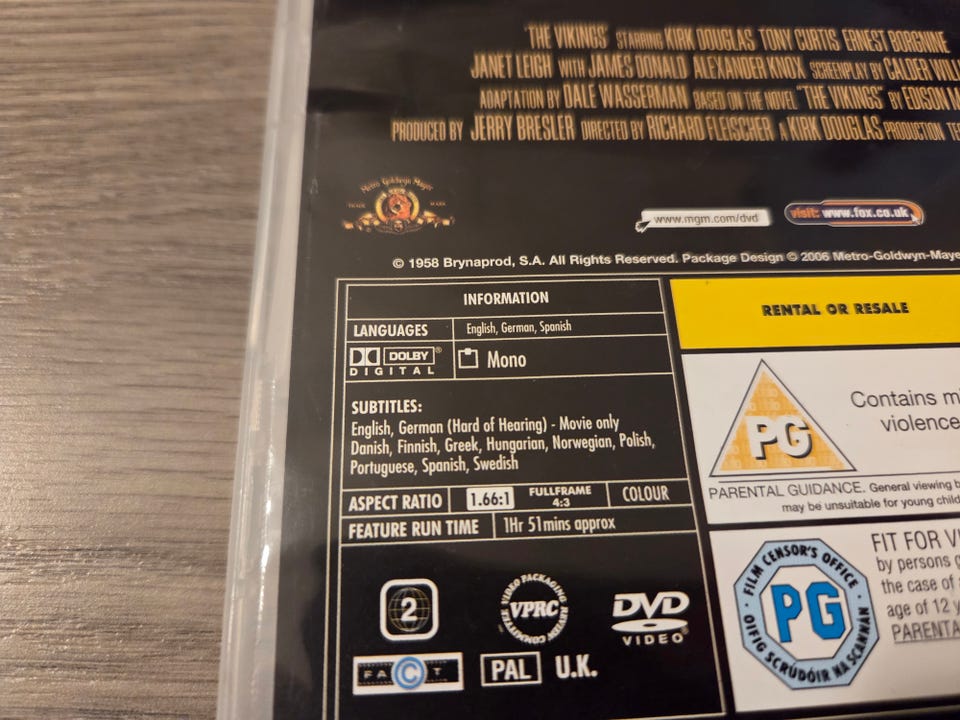 "THE VIKINGS" STARRING KIRK DOUGLAS TONY CURTIS ERNEST BORGNINE
JANET LEIGH WITH JAMES DONALD ALEXANDER KNOX SCREENPLAY BY CALDER
ADAPTATION BY DALE WASSERMAN BASED ON THE NOVEL "THE VIKINGS" BY EDISON
PRODUCED BY JERRY BRESLER DIRECTED BY RICHARD FLEISCHER A KIRK DOUGLAS PRODUCTION
Metro Goldwyn Mayer
TRADE MARK
www.mgm.com/dvd
visit: www.fox.co.uk
© 1958 Brynaprod, S.A. All Rights Reserved. Package Design © 2006 Metro-Goldwyn-Maye
INFORMATION
LANGUAGES English, German, Spanish
DOLBY® DIGITAL Mono
SUBTITLES:
English, German (Hard of Hearing) - Movie only
Danish, Finnish, Greek, Hungarian, Norwegian, Polish,
Portuguese, Spanish, Swedish
ASPECT RATIO 1.66:1 FULLFRAME 4:3 COLOUR
FEATURE RUN TIME 1Hr 51mins approx
2
VIDEO PACKAGING REVIEW COMMITTEE
VPRC
DVD
VIDEO®
FACT
PAL U.K.
RENTAL OR RESALE
PG
Contains mi
violence
PARENTAL GUIDANCE. General viewing b
may be unsuitable for young child
FILM CENSOR'S OFFICE
PG
OIFIG SCRÚDÓIR NA SCANNÁN
FIT FOR VI
by persons g
the case of
age of 12 y
PARENTA